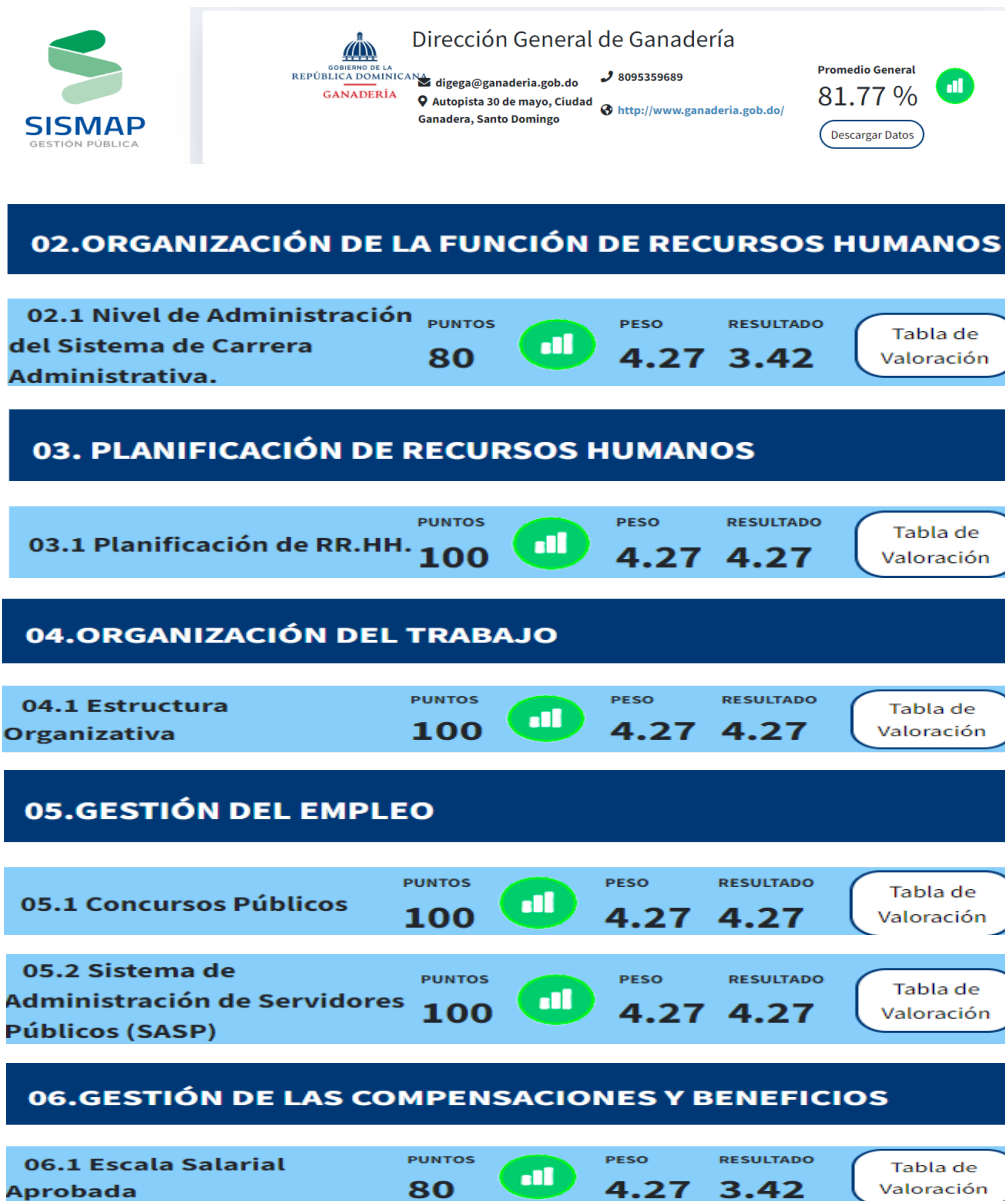 SISMAP
GESTIÓN PÚBLICA
GOBIERNO DE LA
REPÚBLICA DOMINICANA
GANADERÍA
Dirección General de Ganadería
digega@ganaderia.gob.do
Autopista 30 de mayo, Ciudad
Ganadera, Santo Domingo
8095359689
http://www.ganaderia.gob.do/
Promedio General
81.77 %
Descargar Datos
02.ORGANIZACIÓN DE LA FUNCIÓN DE RECURSOS HUMANOS
02.1 Nivel de Administración
del Sistema de Carrera
Administrativa.
PUNTOS
80
PESO
4.27
RESULTADO
3.42
Tabla de
Valoración
03. PLANIFICACIÓN DE RECURSOS HUMANOS
03.1 Planificación de RR.HH.
PUNTOS
100
PESO
4.27
RESULTADO
4.27
Tabla de
Valoración
04.ORGANIZACIÓN DEL TRABAJO
04.1 Estructura
Organizativa
PUNTOS
100
PESO
4.27
RESULTADO
4.27
Tabla de
Valoración
05.GESTIÓN DEL EMPLEO
05.1 Concursos Públicos
PUNTOS
100
PESO
4.27
RESULTADO
4.27
Tabla de
Valoración
05.2 Sistema de
Administración de Servidores
Públicos (SASP)
PUNTOS
100
PESO
4.27
RESULTADO
4.27
Tabla de
Valoración
06.GESTIÓN DE LAS COMPENSACIONES Y BENEFICIOS
06.1 Escala Salarial
Aprobada
PUNTOS
80
PESO
4.27
RESULTADO
3.42
Tabla de
Valoración